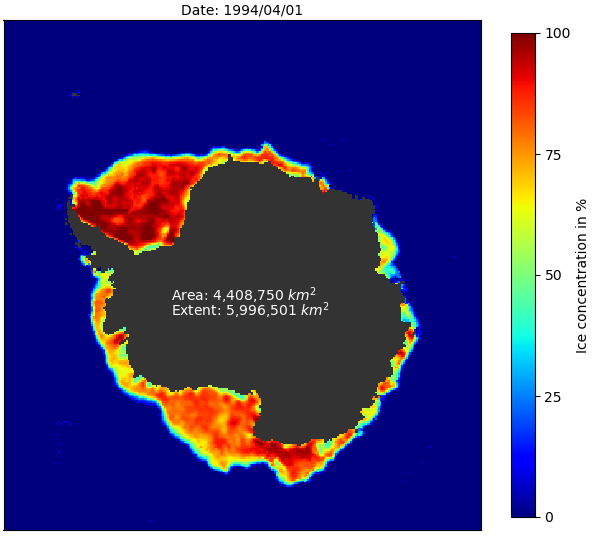 Date: 1994/04/01
100
75
50
25
0
Ice concentration in %
Area: 4,408,750 km²
Extent: 5,996,501 km²